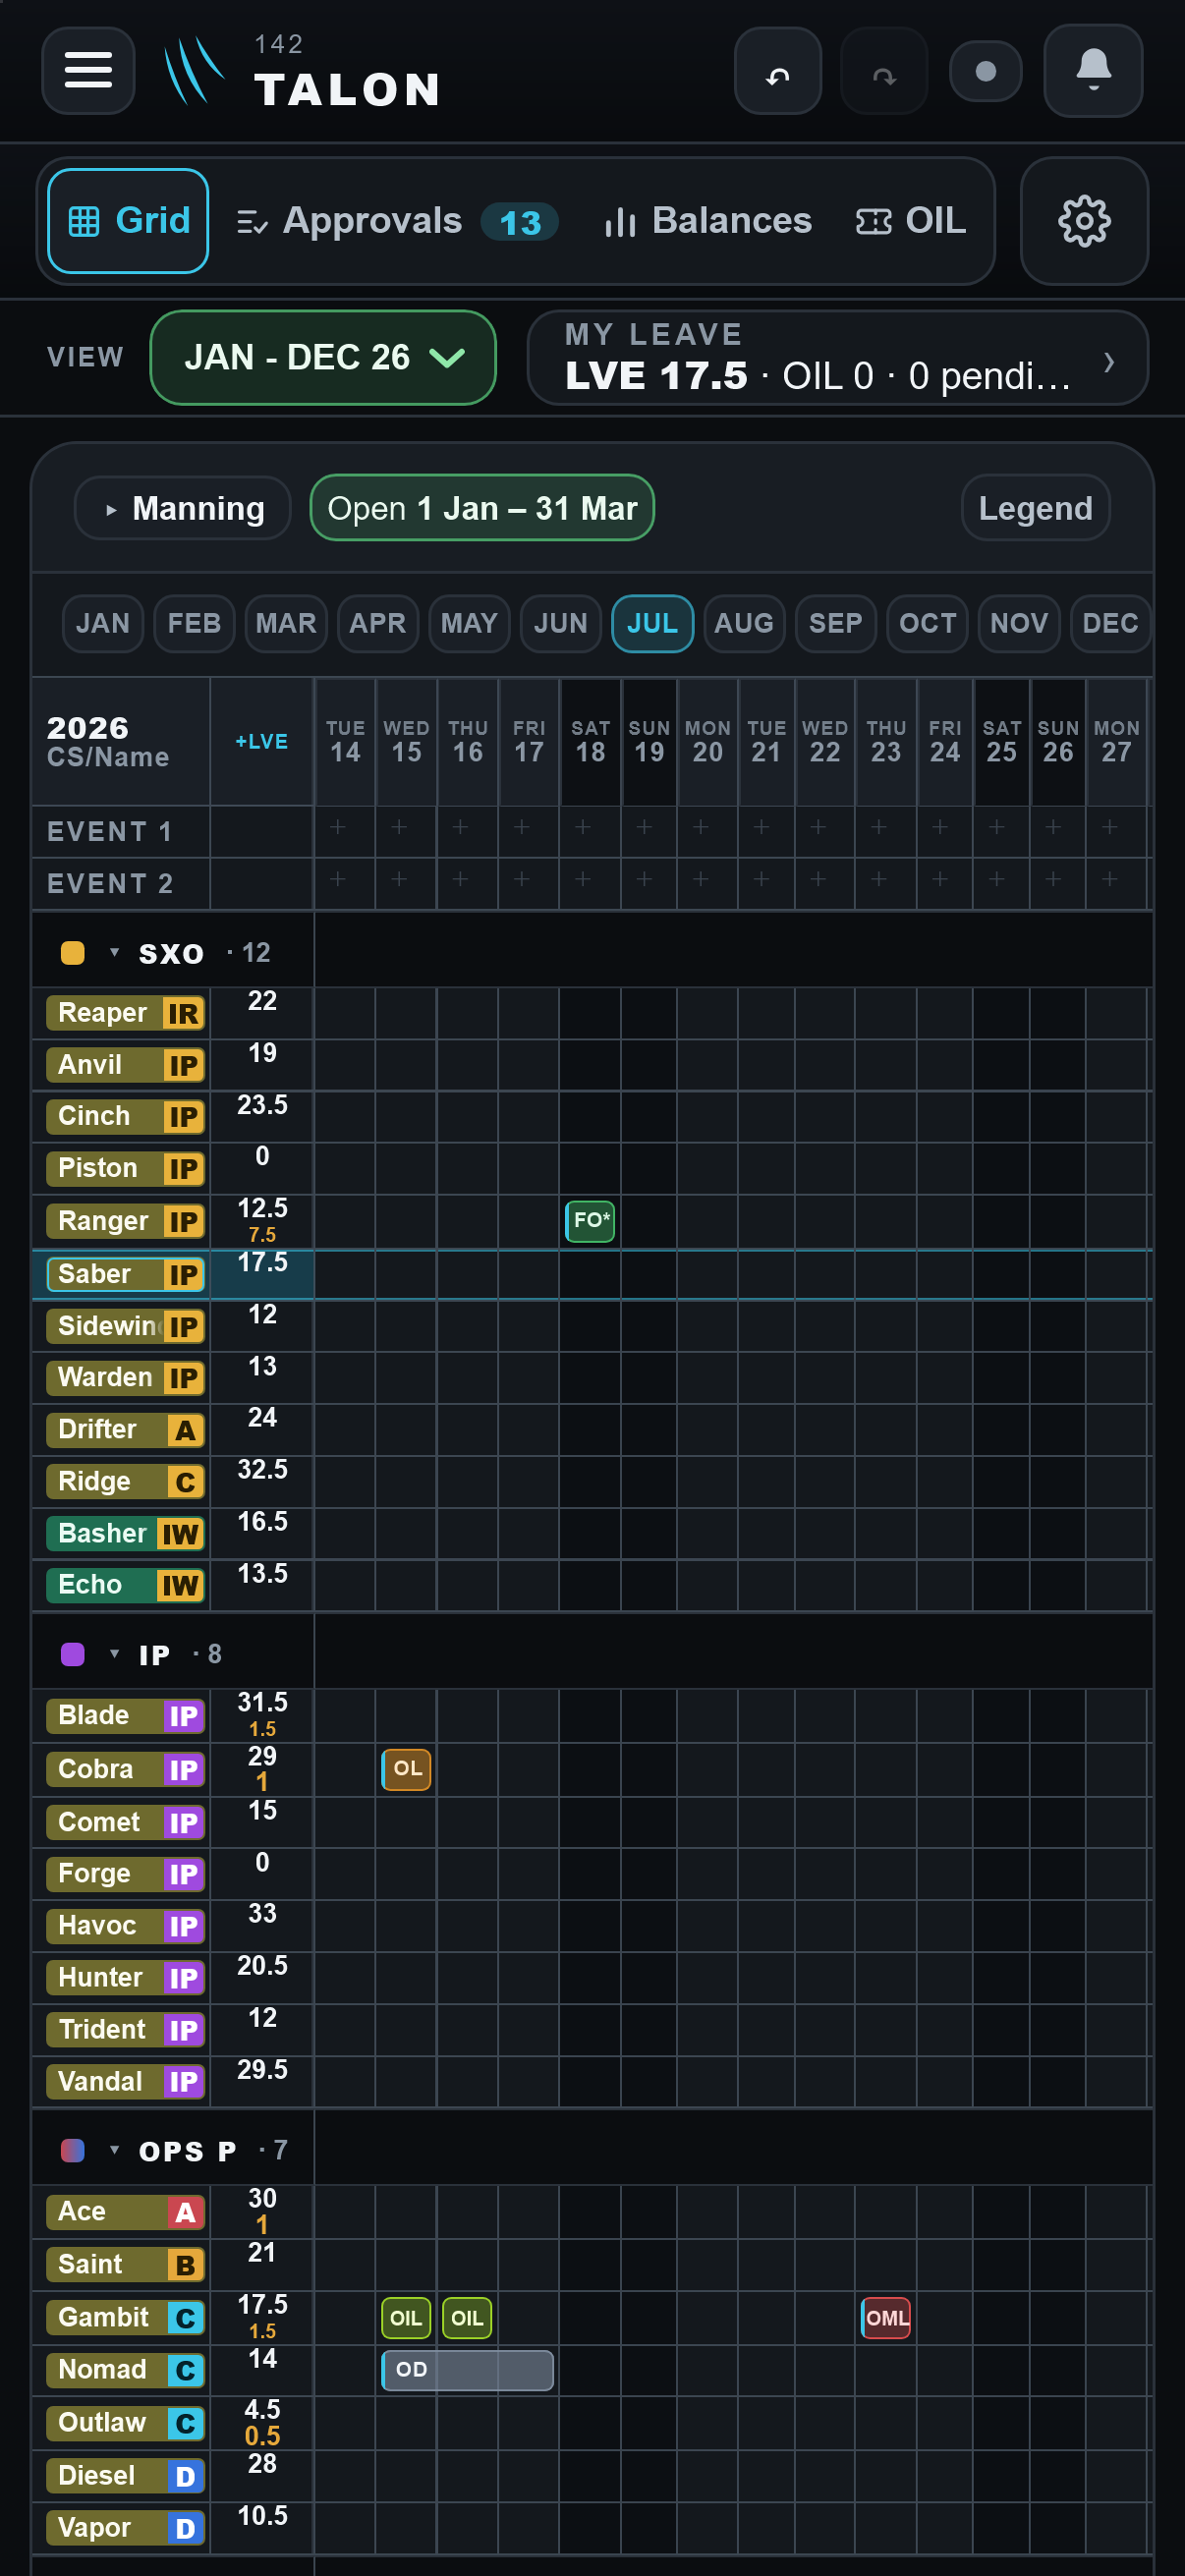 142
TALON
Grid Approvals 13 Balances OIL
VIEW JAN - DEC 26
MY LEAVE
LVE 17.5 · OIL 0 · 0 pendi...
Manning Open 1 Jan – 31 Mar Legend
JAN FEB MAR APR MAY JUN JUL AUG SEP OCT NOV DEC
2026
CS/Name
+LVE
TUE 14 WED 15 THU 16 FRI 17 SAT 18 SUN 19 MON 20 TUE 21 WED 22 THU 23 FRI 24 SAT 25 SUN 26 MON 27
EVENT 1 + + + + + + + + + + + + + +
EVENT 2 + + + + + + + + + + + + + +
SXO · 12
Reaper IR 22
Anvil IP 19
Cinch IP 23.5
Piston IP 0
Ranger IP 12.5 7.5 FO*
Saber IP 17.5
Sidewin IP 12
Warden IP 13
Drifter A 24
Ridge C 32.5
Basher IW 16.5
Echo IW 13.5
IP · 8
Blade IP 31.5 1.5
Cobra IP 29 1 OL
Comet IP 15
Forge IP 0
Havoc IP 33
Hunter IP 20.5
Trident IP 12
Vandal IP 29.5
OPS P · 7
Ace A 30 1
Saint B 21
Gambit C 17.5 1.5 OIL OIL OML
Nomad C 14 OD
Outlaw C 4.5 0.5
Diesel D 28
Vapor D 10.5